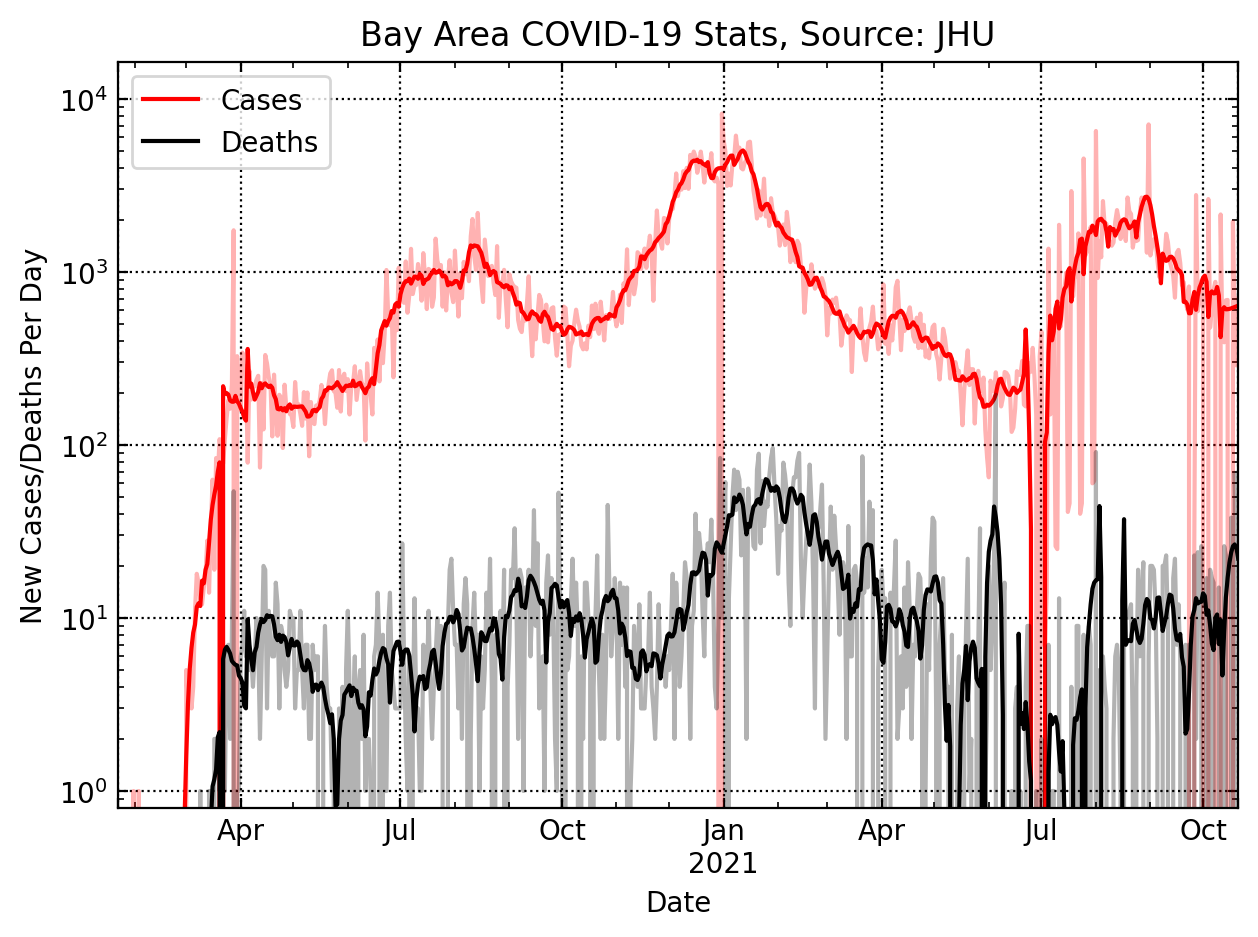 Bay Area COVID-19 Stats, Source: JHU
Cases
Deaths
New Cases/Deaths Per Day
10⁴
10³
10²
10¹
10⁰
Apr Jul Oct Jan Apr Jul Oct
2021
Date